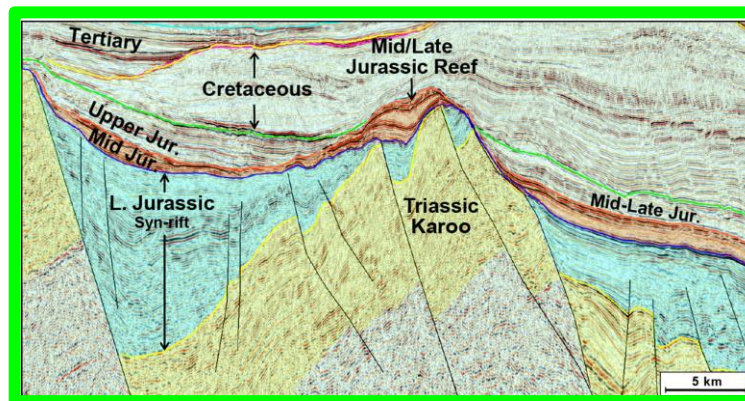 Tertiary
Mid/Late
Jurassic Reef
Cretaceous
Upper Jur.
Mid Jur.
L. Jurassic
Syn-rift
Triassic
Karoo
Mid-Late Jur.
5 km